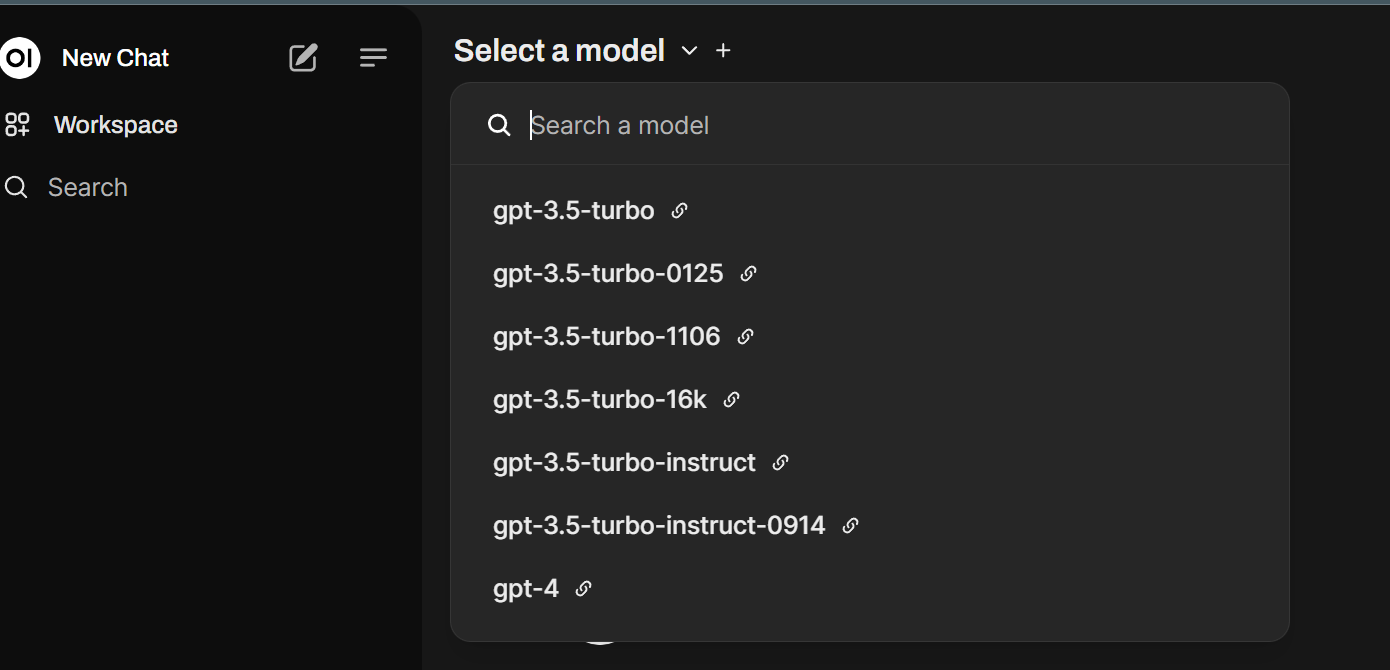 OI New Chat
Workspace
Search
Select a model
Search a model
gpt-3.5-turbo
gpt-3.5-turbo-0125
gpt-3.5-turbo-1106
gpt-3.5-turbo-16k
gpt-3.5-turbo-instruct
gpt-3.5-turbo-instruct-0914
gpt-4